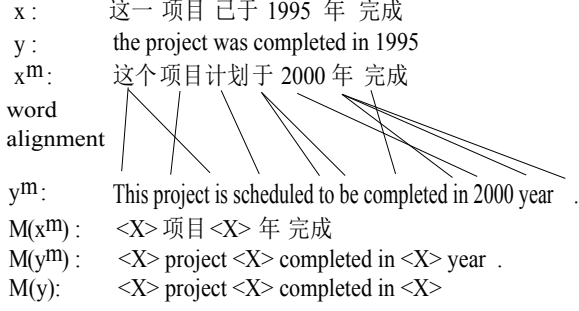 x : 这一 项目 已于 1995 年 完成
y : the project was completed in 1995
xm: 这个项目计划于 2000 年 完成
word
alignment
ym: This project is scheduled to be completed in 2000 year .
M(xm) : <X> 项目 <X> 年 完成
M(ym) : <X> project <X> completed in <X> year .
M(y): <X> project <X> completed in <X>